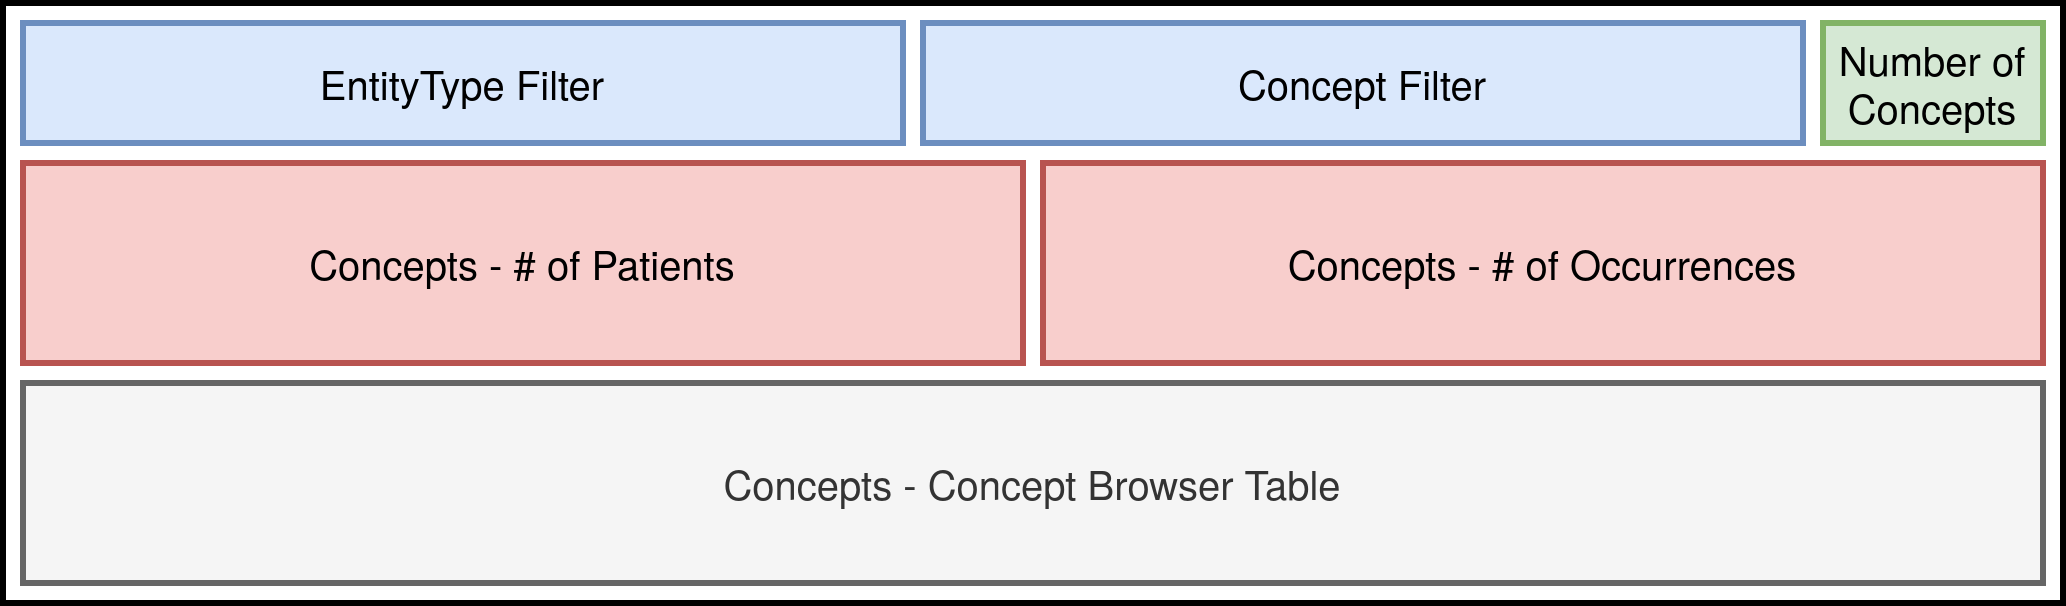 EntityType Filter
Concept Filter
Number of
Concepts
Concepts - # of Patients
Concepts - # of Occurrences
Concepts - Concept Browser Table